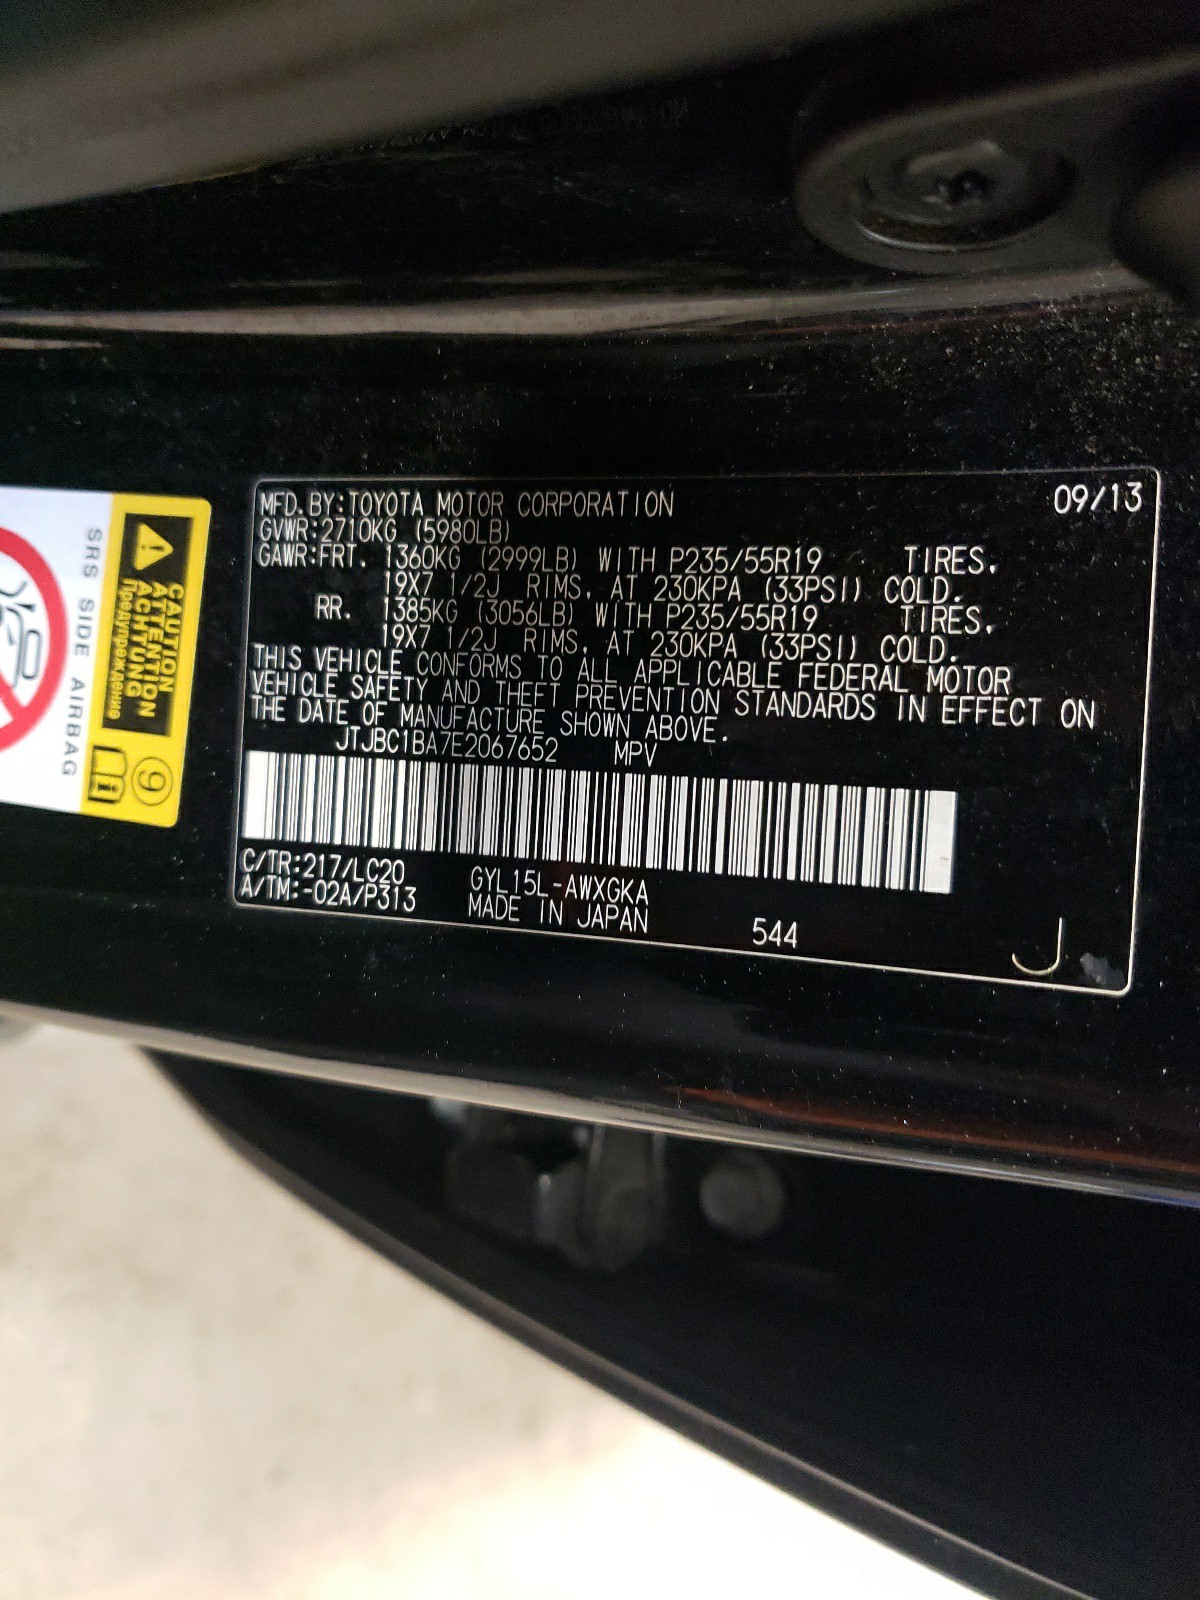 MFD. BY: TOYOTA MOTOR CORPORATION 09/13
GVWR: 2710KG (5980LB)
GAWR: FRT. 1360KG (2999LB) WITH P235/55R19 TIRES,
19X7 1/2J RIMS, AT 230KPA (33PSI) COLD.
RR. 1385KG (3056LB) WITH P235/55R19 TIRES,
19X7 1/2J RIMS, AT 230KPA (33PSI) COLD.
THIS VEHICLE CONFORMS TO ALL APPLICABLE FEDERAL MOTOR
VEHICLE SAFETY AND THEFT PREVENTION STANDARDS IN EFFECT ON
THE DATE OF MANUFACTURE SHOWN ABOVE.
JTJBC1BA7E2067652 MPV
C/TR: 217/LC20 GYL15L-AWXGKA
A/TM: -02A/P313 MADE IN JAPAN
544 J
CAUTION
ATTENTION
ACHTUNG
Предупреждение
9
SRS SIDE AIRBAG